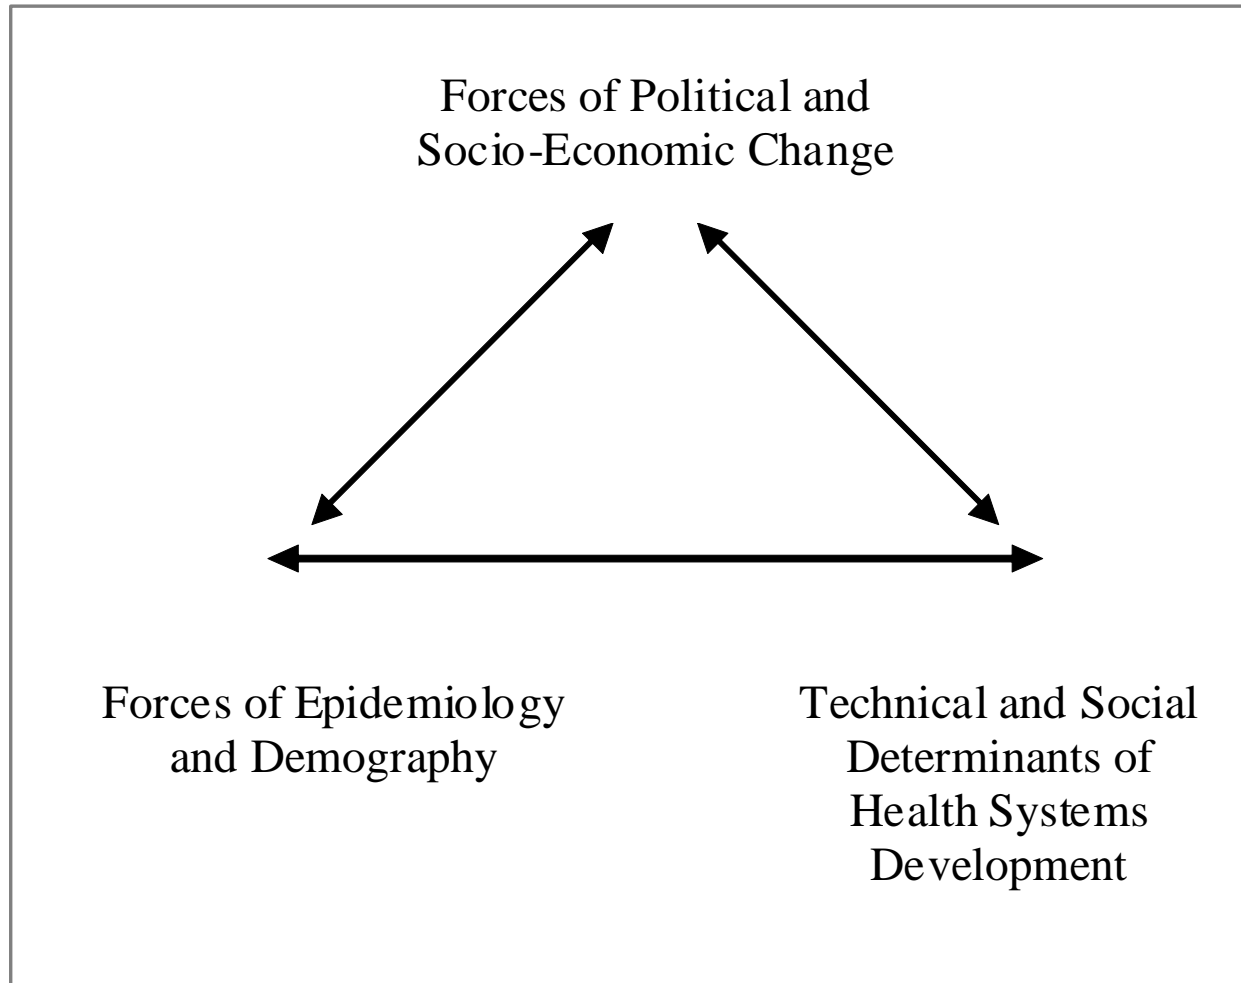 Forces of Political and
Socio-Economic Change
Forces of Epidemiology
and Demography
Technical and Social
Determinants of
Health Systems
Development